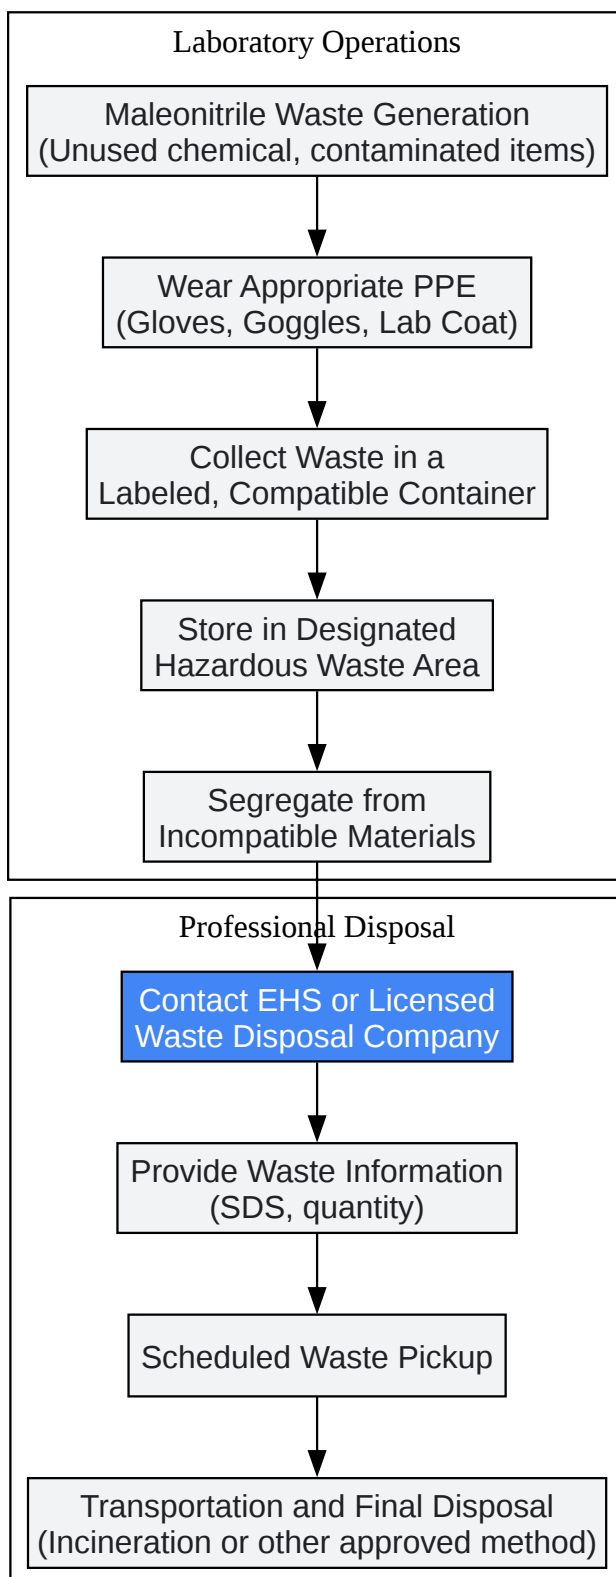 Laboratory Operations
Maleonitrile Waste Generation
(Unused chemical, contaminated items)
Wear Appropriate PPE
(Gloves, Goggles, Lab Coat)
Collect Waste in a
Labeled, Compatible Container
Store in Designated
Hazardous Waste Area
Segregate from
Incompatible Materials
Professional Disposal
Contact EHS or Licensed
Waste Disposal Company
Provide Waste Information
(SDS, quantity)
Scheduled Waste Pickup
Transportation and Final Disposal
(Incineration or other approved method)